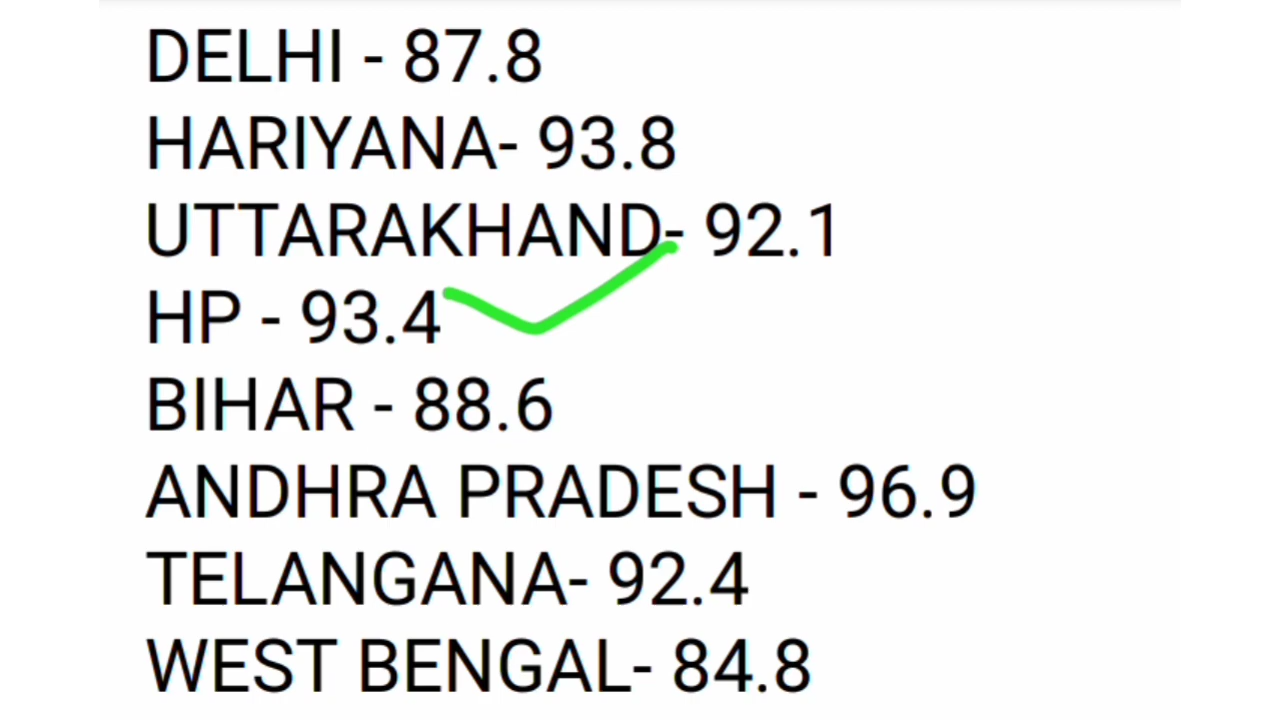 DELHI - 87.8
HARIYANA- 93.8
UTTARAKHAND- 92.1
HP - 93.4
BIHAR - 88.6
ANDHRA PRADESH - 96.9
TELANGANA- 92.4
WEST BENGAL- 84.8